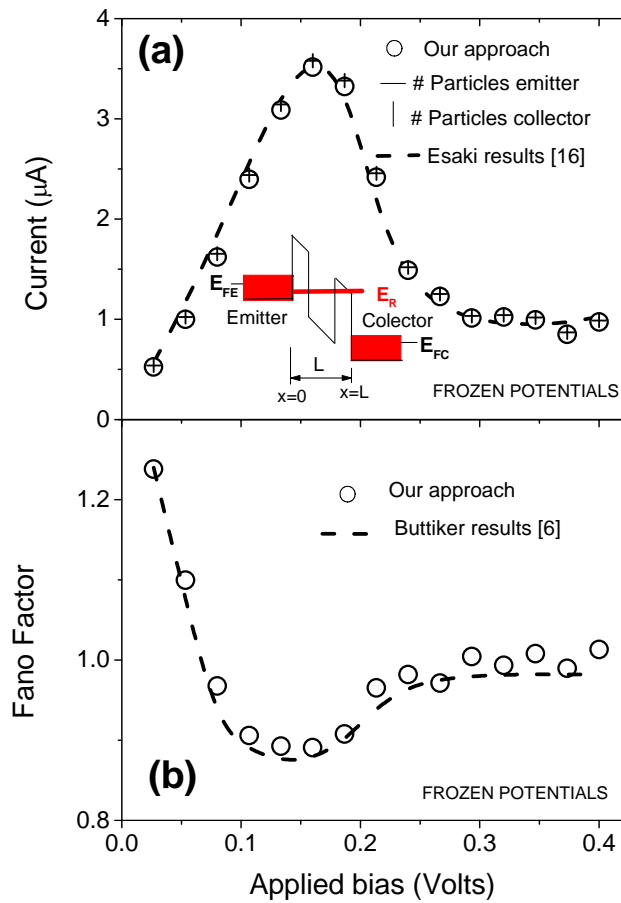 (a)
Our approach
# Particles emitter
# Particles collector
Esaki results [16]
Current (μA)
4
3
2
1
0
E_FE
Emitter
E_R
Colector
E_FC
L
x=0
x=L
FROZEN POTENTIALS
Our approach
Buttiker results [6]
Fano Factor
1.2
1.0
0.8
(b)
FROZEN POTENTIALS
0.0 0.1 0.2 0.3 0.4
Applied bias (Volts)